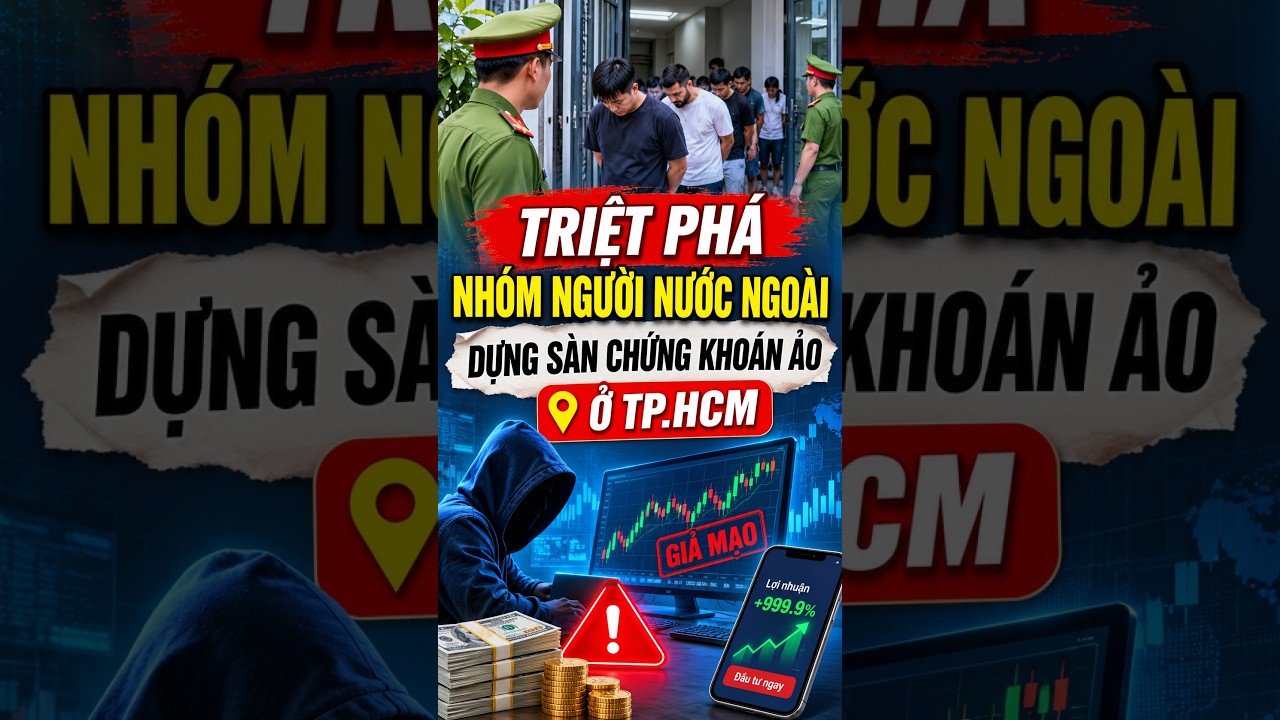 TRIỆT PHÁ
NHÓM NGƯỜI NƯỚC NGOÀI
DỰNG SÀN CHỨNG KHOÁN ẢO
Ở TP.HCM
GIẢ MẠO
Lợi nhuận
+999.9%
Đầu tư ngay